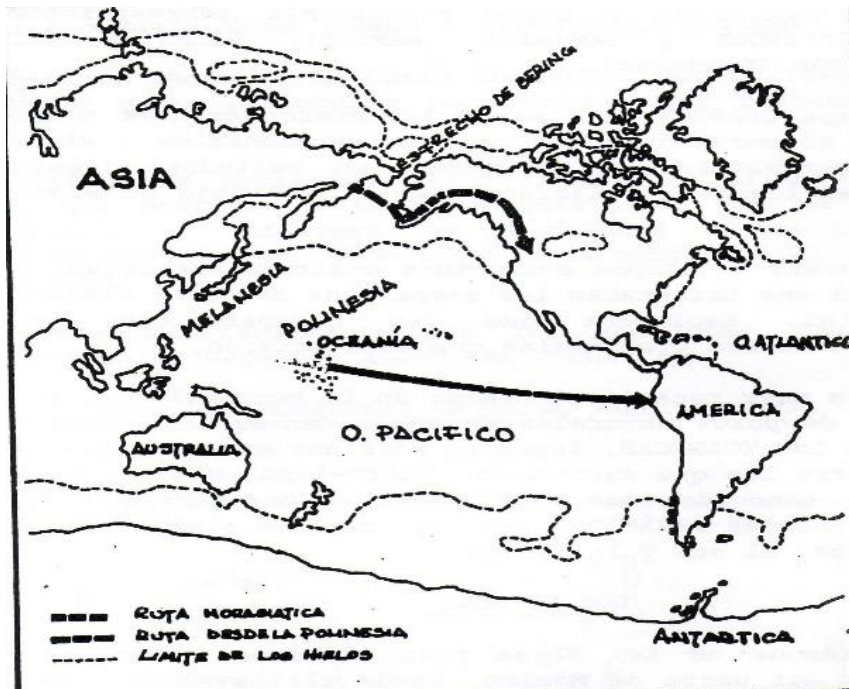 ESTRECHO DE BERING
ASIA
MELANESIA
POLINESIA
OCEANÍA
O. ATLANTICO
AMERICA
AUSTRALIA
O. PACIFICO
RUTA NORASIATICA
RUTA DESDE LA POLINESIA
LIMITE DE LOS HIELOS
ANTARTICA